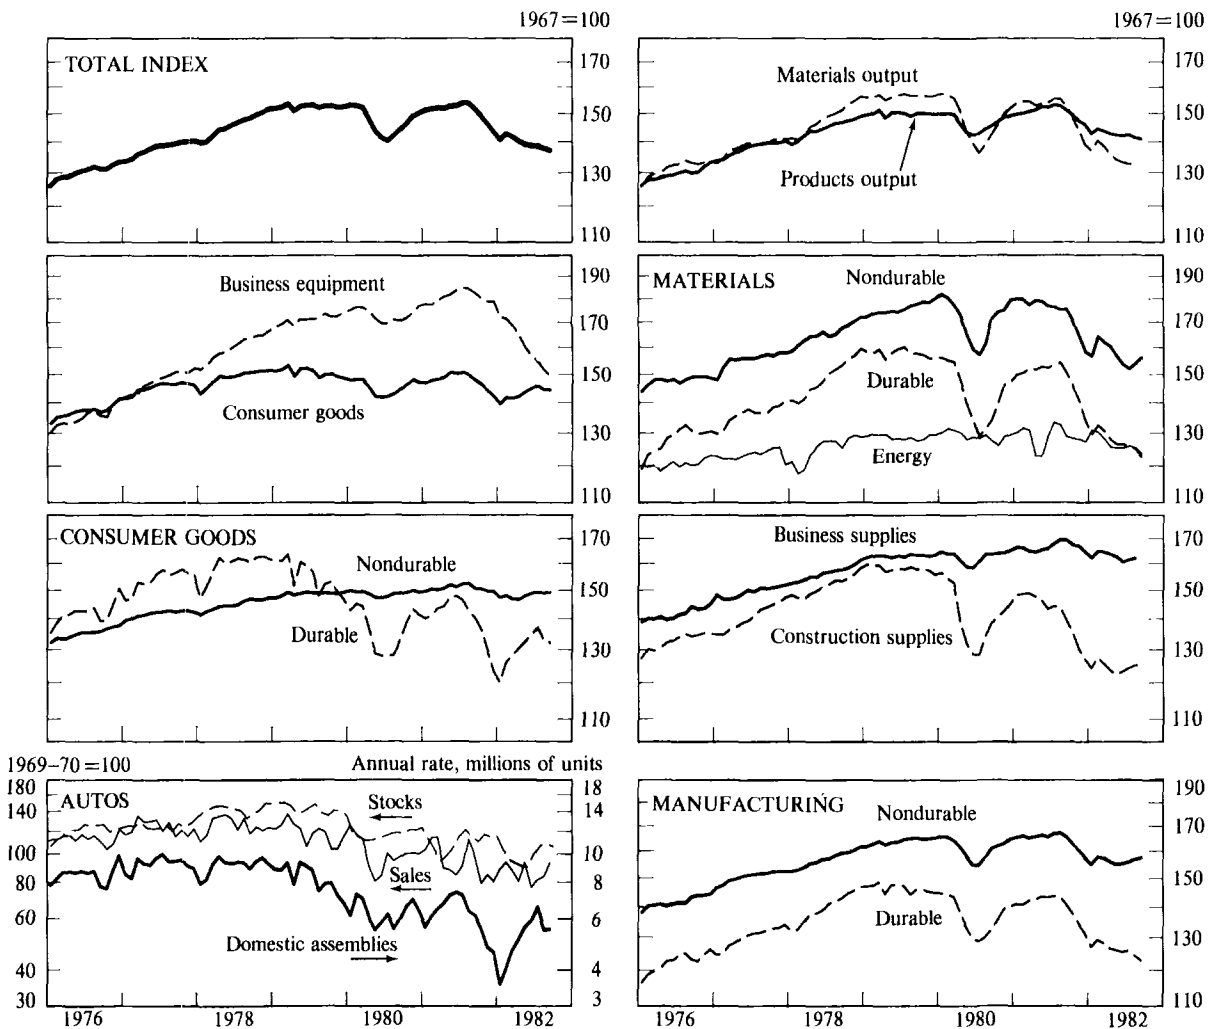 1967=100
TOTAL INDEX
170
150
130
110
Business equipment
Consumer goods
190
170
150
130
110
CONSUMER GOODS
Nondurable
Durable
170
150
130
110
1969–70=100
Annual rate, millions of units
AUTOS
Stocks
Sales
Domestic assemblies
180
140
100
80
60
40
30
18
14
10
8
6
4
3
1976
1978
1980
1982
1967=100
Materials output
Products output
170
150
130
110
MATERIALS
Nondurable
Durable
Energy
190
170
150
130
110
Business supplies
Construction supplies
170
150
130
110
MANUFACTURING
Nondurable
Durable
190
170
150
130
110
1976
1978
1980
1982